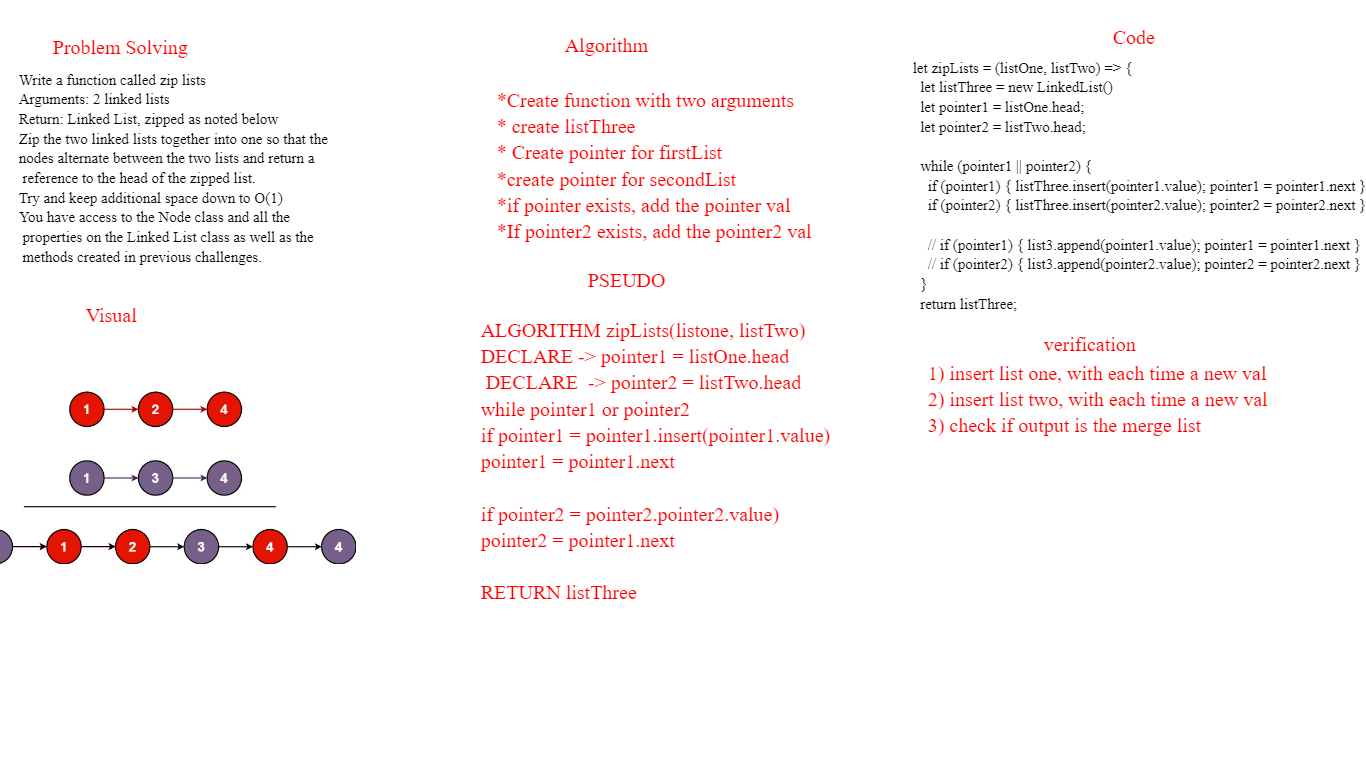 Problem Solving
Write a function called zip lists
Arguments: 2 linked lists
Return: Linked List, zipped as noted below
Zip the two linked lists together into one so that the
nodes alternate between the two lists and return a
reference to the head of the zipped list.
Try and keep additional space down to O(1)
You have access to the Node class and all the
properties on the Linked List class as well as the
methods created in previous challenges.
Visual
1 2 4
1 3 4
1 2 3 4 4
Algorithm
*Create function with two arguments
* create listThree
* Create pointer for firstList
*create pointer for secondList
*if pointer exists, add the pointer val
*If pointer2 exists, add the pointer2 val
PSEUDO
ALGORITHM zipLists(listone, listTwo)
DECLARE -> pointer1 = listOne.head
DECLARE -> pointer2 = listTwo.head
while pointer1 or pointer2
if pointer1 = pointer1.insert(pointer1.value)
pointer1 = pointer1.next
if pointer2 = pointer2.pointer2.value)
pointer2 = pointer1.next
RETURN listThree
Code
let zipLists = (listOne, listTwo) => {
let listThree = new LinkedList()
let pointer1 = listOne.head;
let pointer2 = listTwo.head;
while (pointer1 || pointer2) {
if (pointer1) { listThree.insert(pointer1.value); pointer1 = pointer1.next }
if (pointer2) { listThree.insert(pointer2.value); pointer2 = pointer2.next }
// if (pointer1) { list3.append(pointer1.value); pointer1 = pointer1.next }
// if (pointer2) { list3.append(pointer2.value); pointer2 = pointer2.next }
}
return listThree;
verification
1) insert list one, with each time a new val
2) insert list two, with each time a new val
3) check if output is the merge list